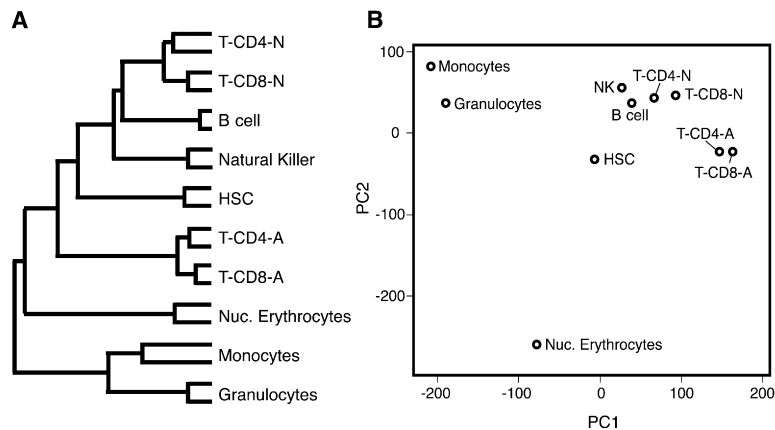 A
T-CD4-N
T-CD8-N
B cell
Natural Killer
HSC
T-CD4-A
T-CD8-A
Nuc. Erythrocytes
Monocytes
Granulocytes
B
100
0
-100
-200
PC2
Monocytes
Granulocytes
NK
T-CD4-N
T-CD8-N
B cell
T-CD4-A
HSC
T-CD8-A
Nuc. Erythrocytes
-200
-100
0
100
200
PC1